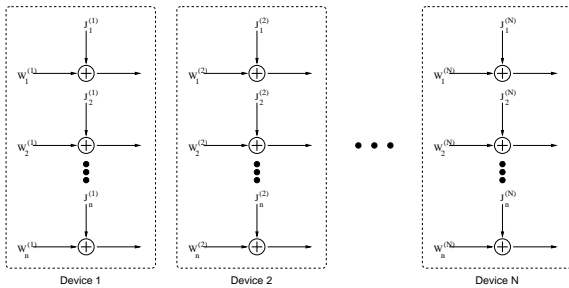 J_1^(1)
W_1^(1)
J_2^(1)
W_2^(1)
J_n^(1)
W_n^(1)
Device 1
J_1^(2)
W_1^(2)
J_2^(2)
W_2^(2)
J_n^(2)
W_n^(2)
Device 2
J_1^(N)
W_1^(N)
J_2^(N)
W_2^(N)
J_n^(N)
W_n^(N)
Device N